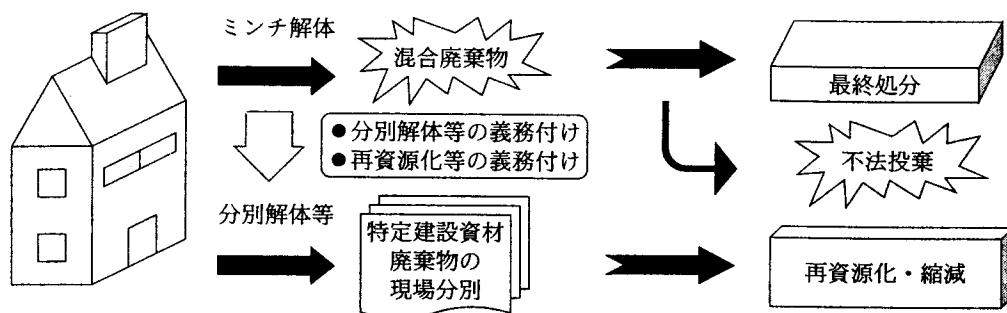 ミンチ解体
混合廃棄物
最終処分
●分別解体等の義務付け
●再資源化等の義務付け
不法投棄
分別解体等
特定建設資材
廃棄物の
現場分別
再資源化・縮減